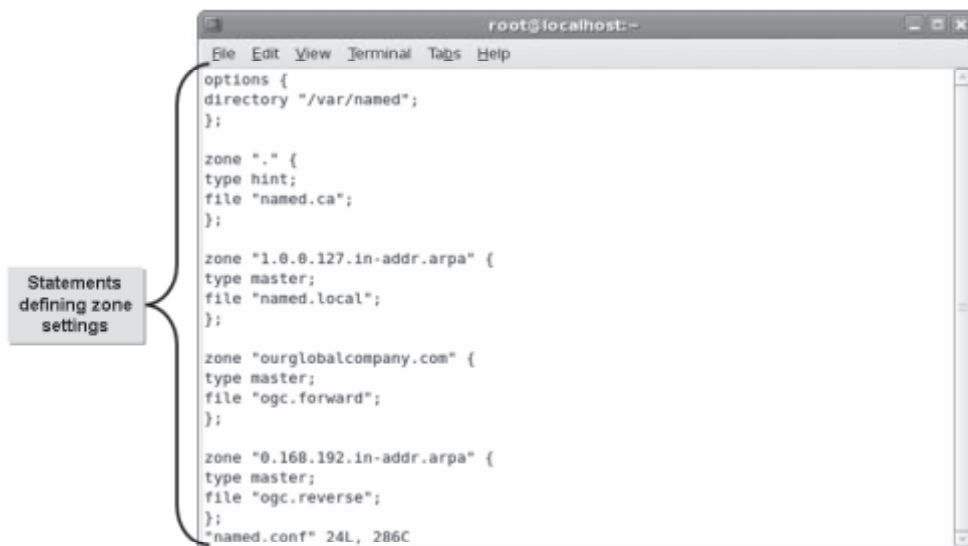 root@localhost:~
File Edit View Terminal Tabs Help
options {
directory "/var/named";
};
zone "." {
type hint;
file "named.ca";
};
zone "1.0.0.127.in-addr.arpa" {
type master;
file "named.local";
};
zone "ourglobalcompany.com" {
type master;
file "ogc.forward";
};
zone "0.168.192.in-addr.arpa" {
type master;
file "ogc.reverse";
};
"named.conf" 24L, 286C
Statements
defining zone
settings